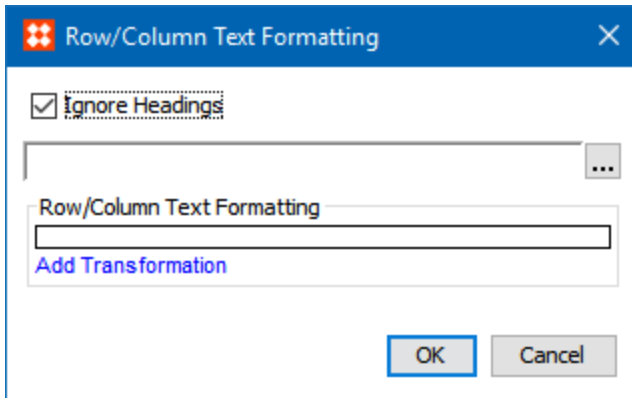 Row/Column Text Formatting
Ignore Headings
...
Row/Column Text Formatting
Add Transformation
OK Cancel